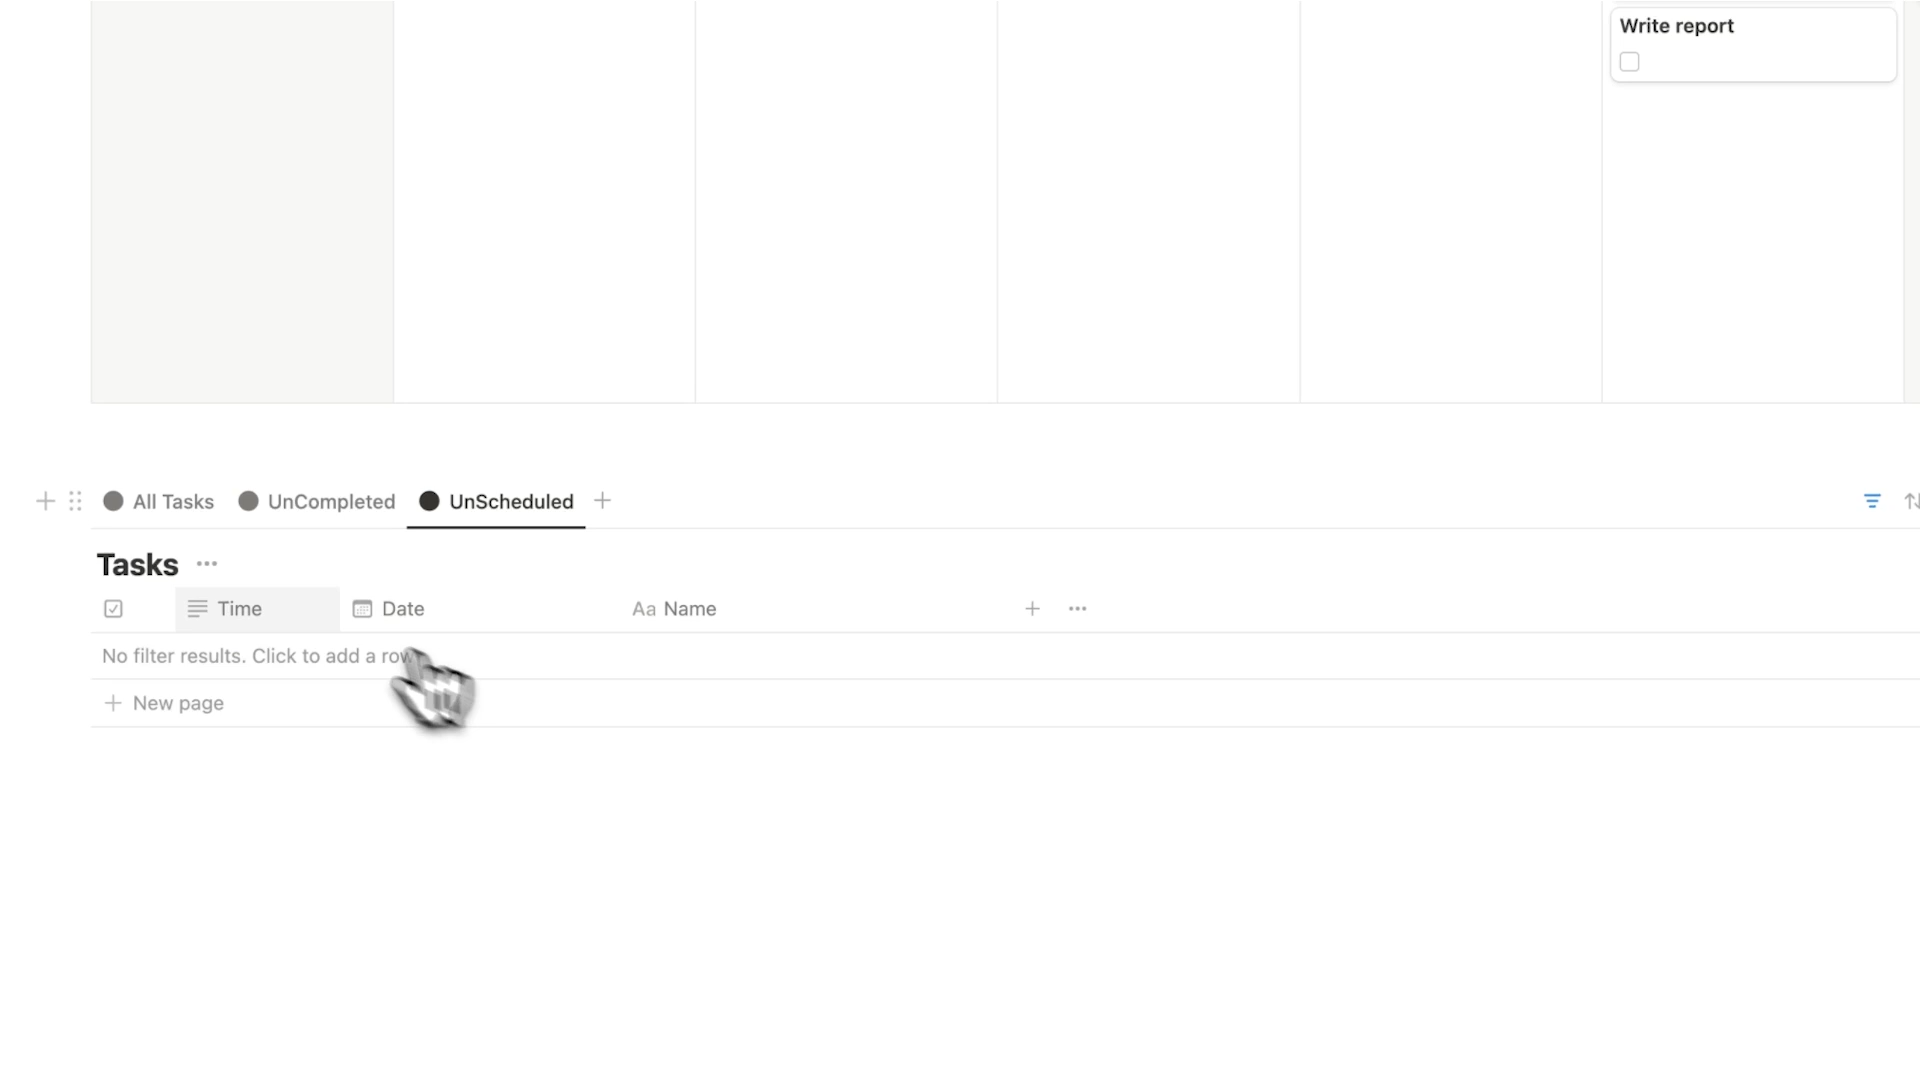 Write report
All Tasks UnCompleted UnScheduled
Tasks
Time Date Aa Name
No filter results. Click to add a row
New page